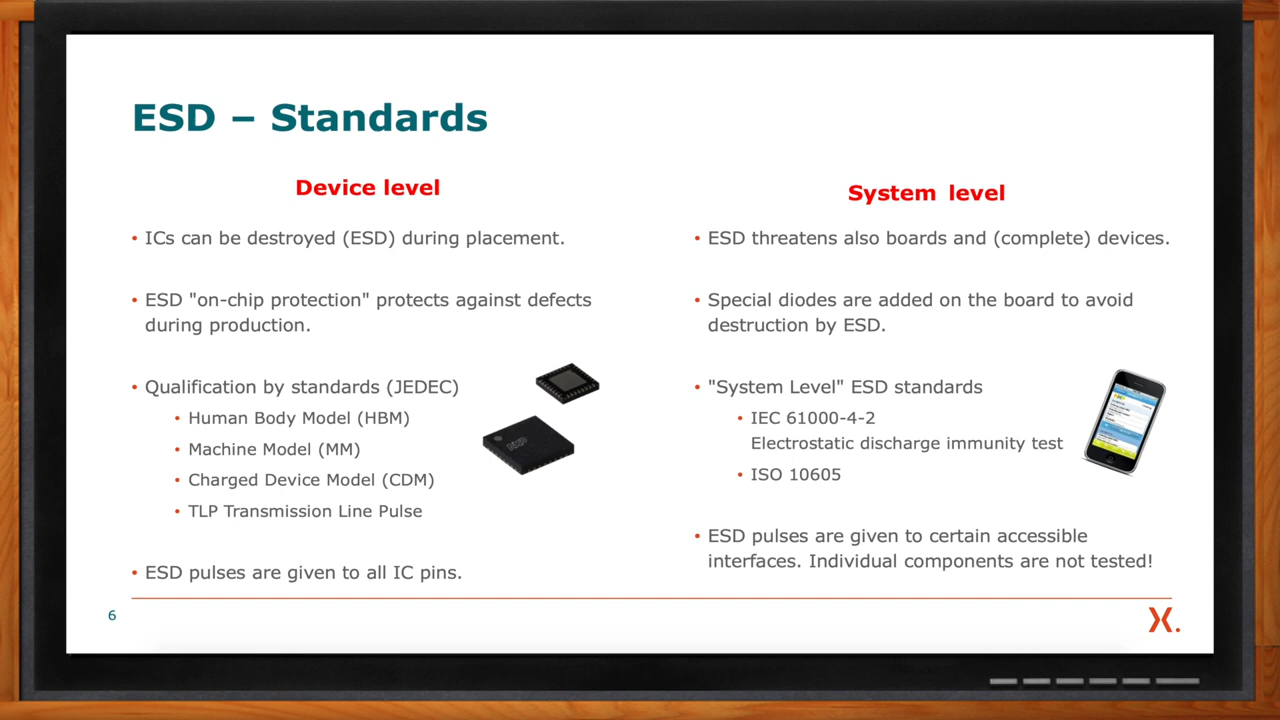 ESD – Standards
Device level
• ICs can be destroyed (ESD) during placement.
• ESD "on-chip protection" protects against defects
during production.
• Qualification by standards (JEDEC)
• Human Body Model (HBM)
• Machine Model (MM)
• Charged Device Model (CDM)
• TLP Transmission Line Pulse
• ESD pulses are given to all IC pins.
System level
• ESD threatens also boards and (complete) devices.
• Special diodes are added on the board to avoid
destruction by ESD.
• "System Level" ESD standards
• IEC 61000-4-2
Electrostatic discharge immunity test
• ISO 10605
• ESD pulses are given to certain accessible
interfaces. Individual components are not tested!
6